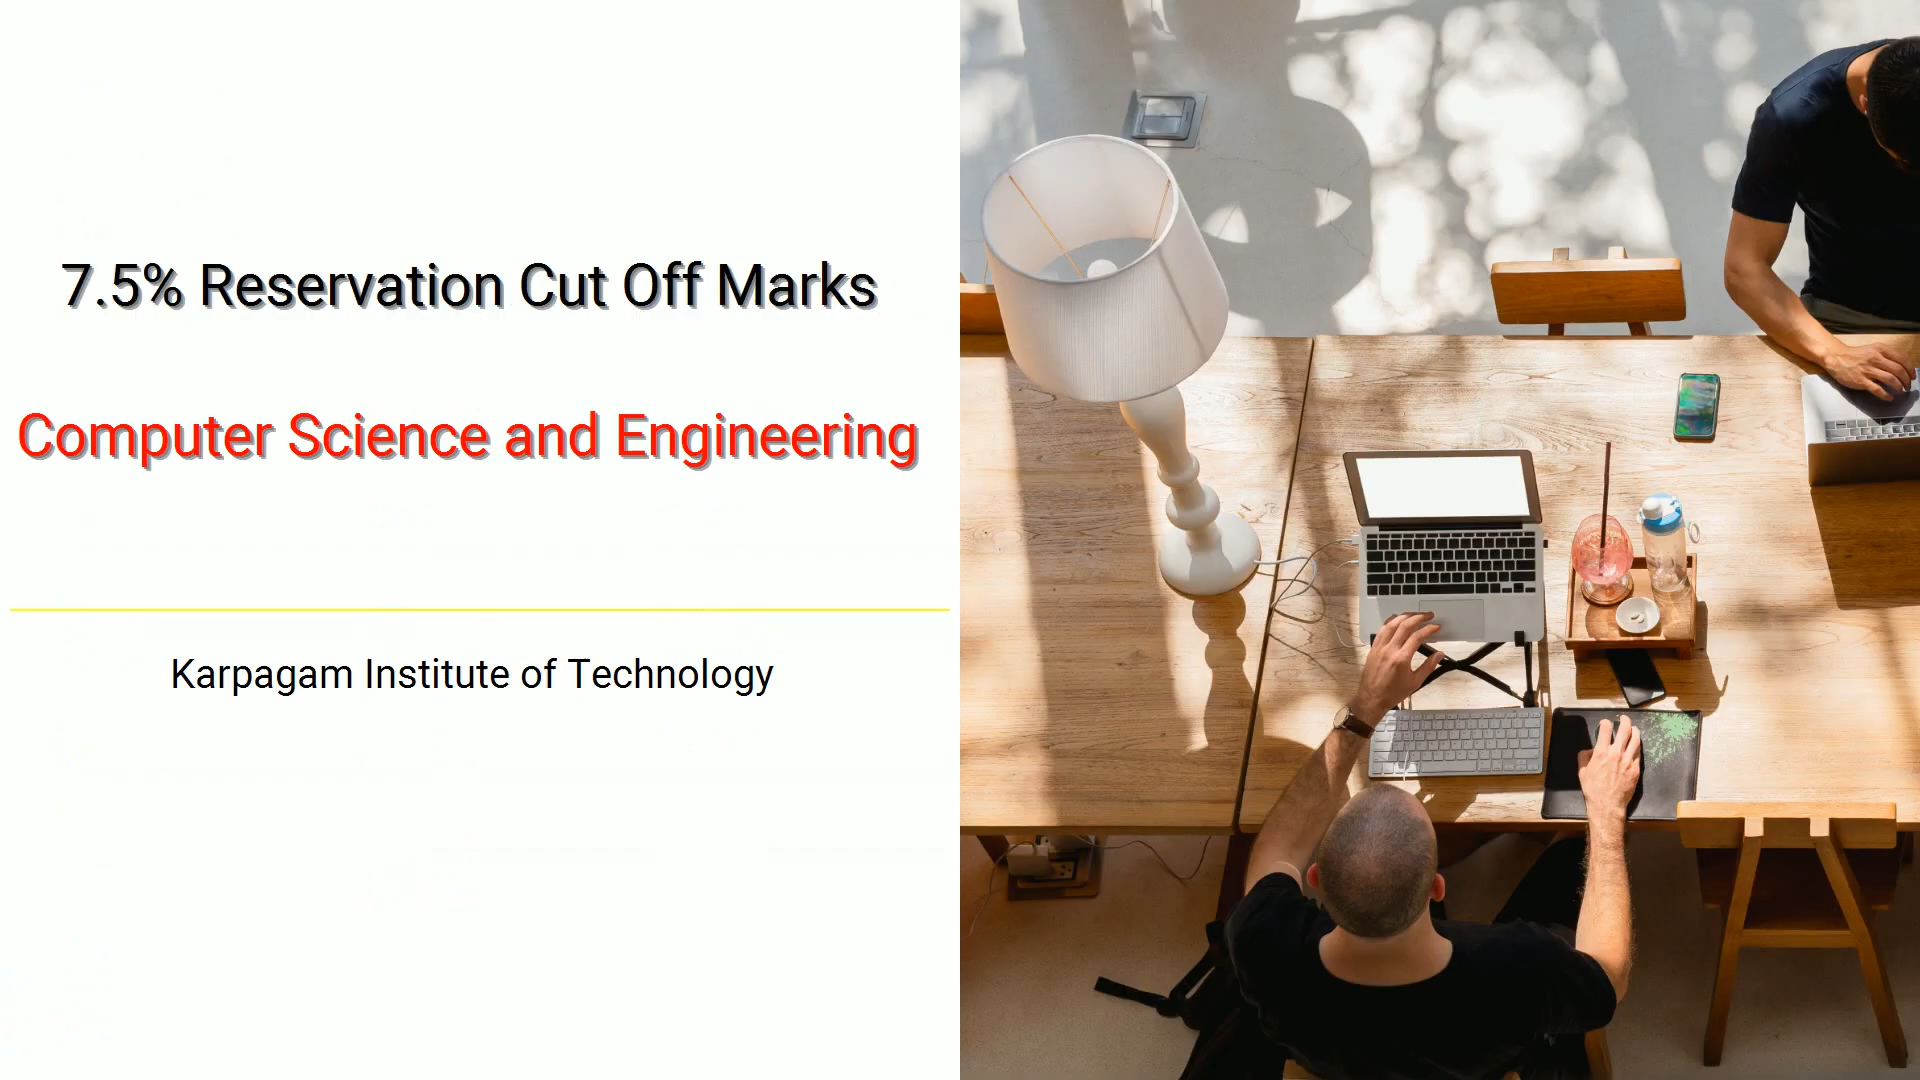 7.5% Reservation Cut Off Marks
Computer Science and Engineering
Karpagam Institute of Technology